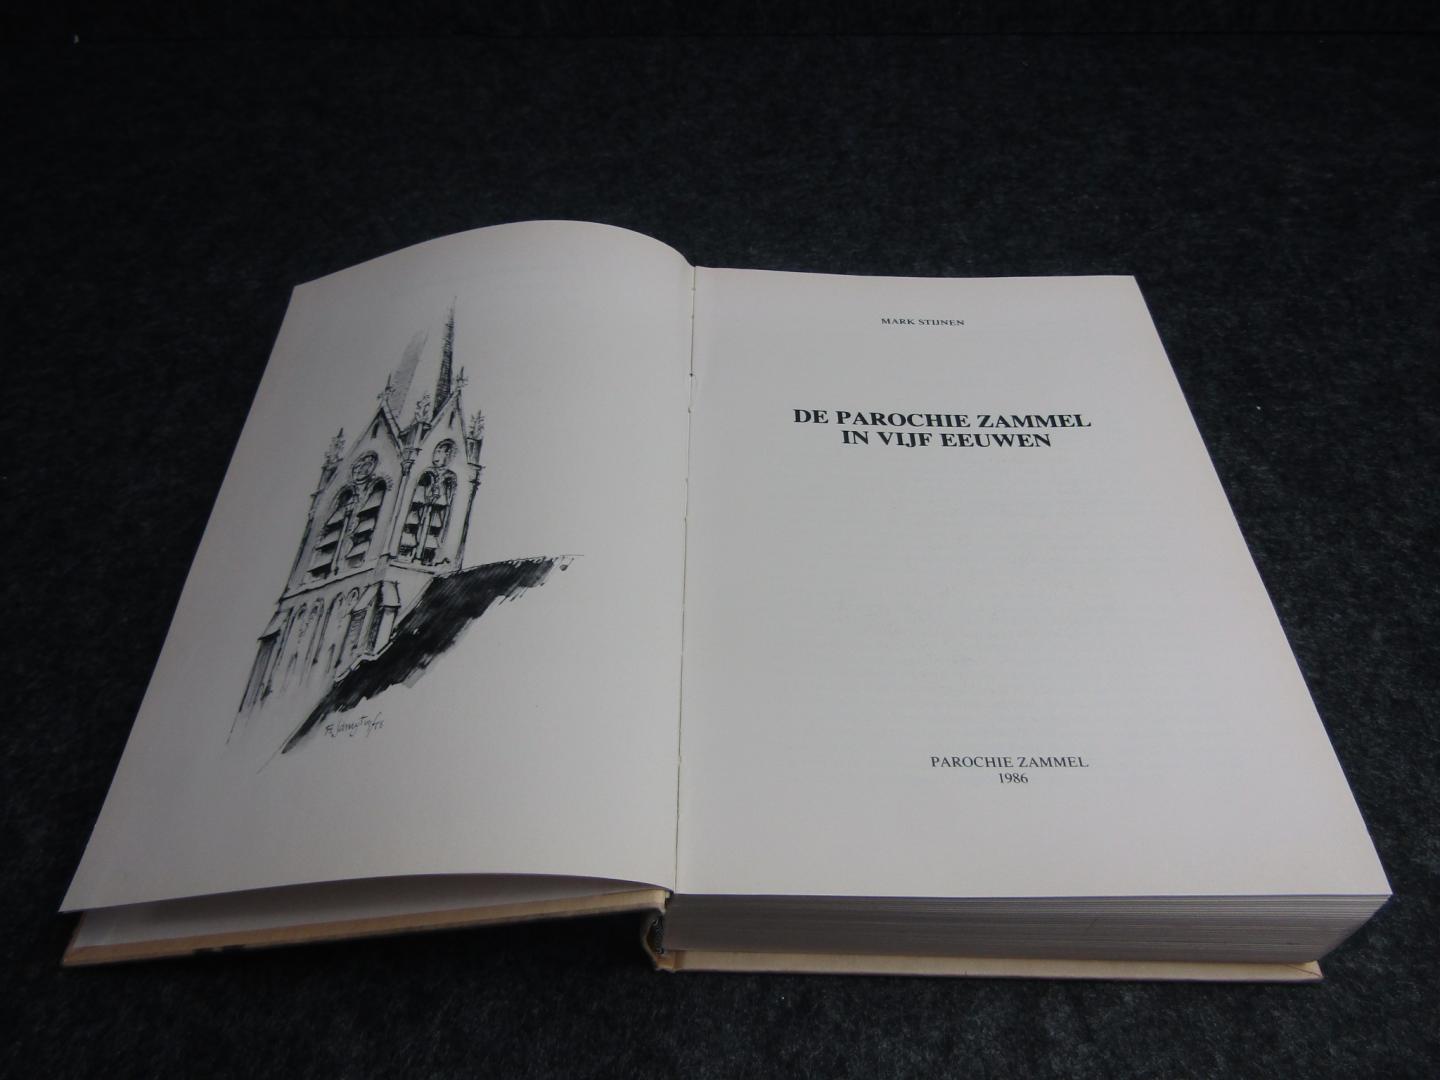 MARK STIJNEN
DE PAROCHIE ZAMMEL
IN VIJF EEUWEN
PAROCHIE ZAMMEL
1986